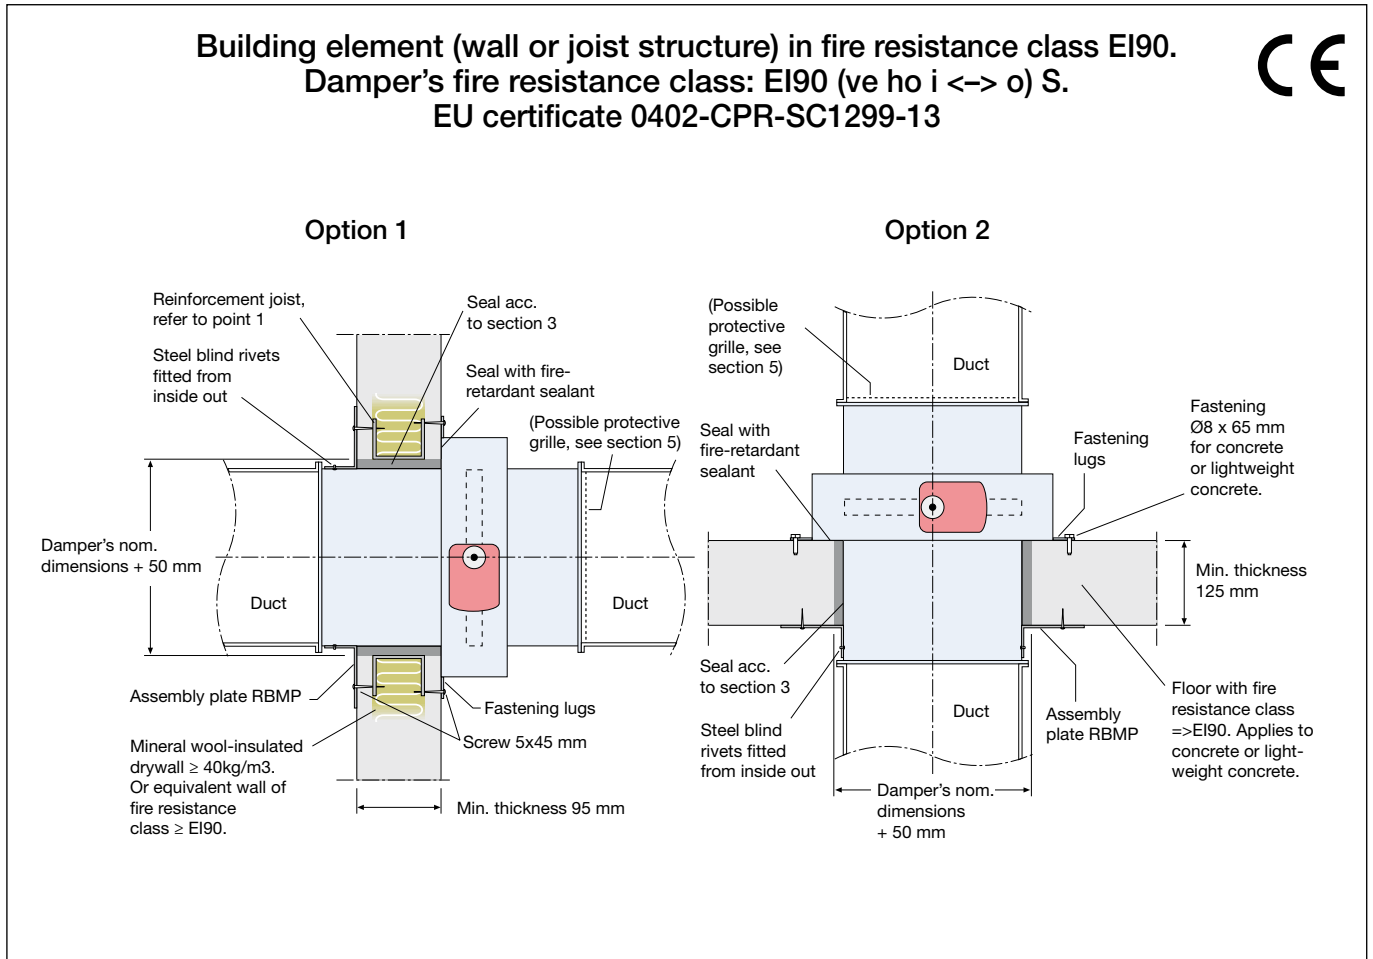 Building element (wall or joist structure) in fire resistance class EI90.
Damper's fire resistance class: EI90 (ve ho i <–> o) S.
EU certificate 0402-CPR-SC1299-13
CE
Option 1
Reinforcement joist,
refer to point 1
Steel blind rivets
fitted from
inside out
Seal acc.
to section 3
Seal with fire-
retardant sealant
(Possible protective
grille, see section 5)
Damper's nom.
dimensions + 50 mm
Duct
Duct
Assembly plate RBMP
Fastening lugs
Screw 5x45 mm
Mineral wool-insulated
drywall ≥ 40kg/m3.
Or equivalent wall of
fire resistance
class ≥ EI90.
Min. thickness 95 mm
Option 2
(Possible
protective
grille, see
section 5)
Duct
Seal with
fire-retardant
sealant
Fastening
lugs
Fastening
Ø8 x 65 mm
for concrete
or lightweight
concrete.
Min. thickness
125 mm
Seal acc.
to section 3
Steel blind
rivets fitted
from inside out
Duct
Assembly
plate RBMP
Floor with fire
resistance class
=>EI90. Applies to
concrete or light-
weight concrete.
Damper's nom.
dimensions
+ 50 mm